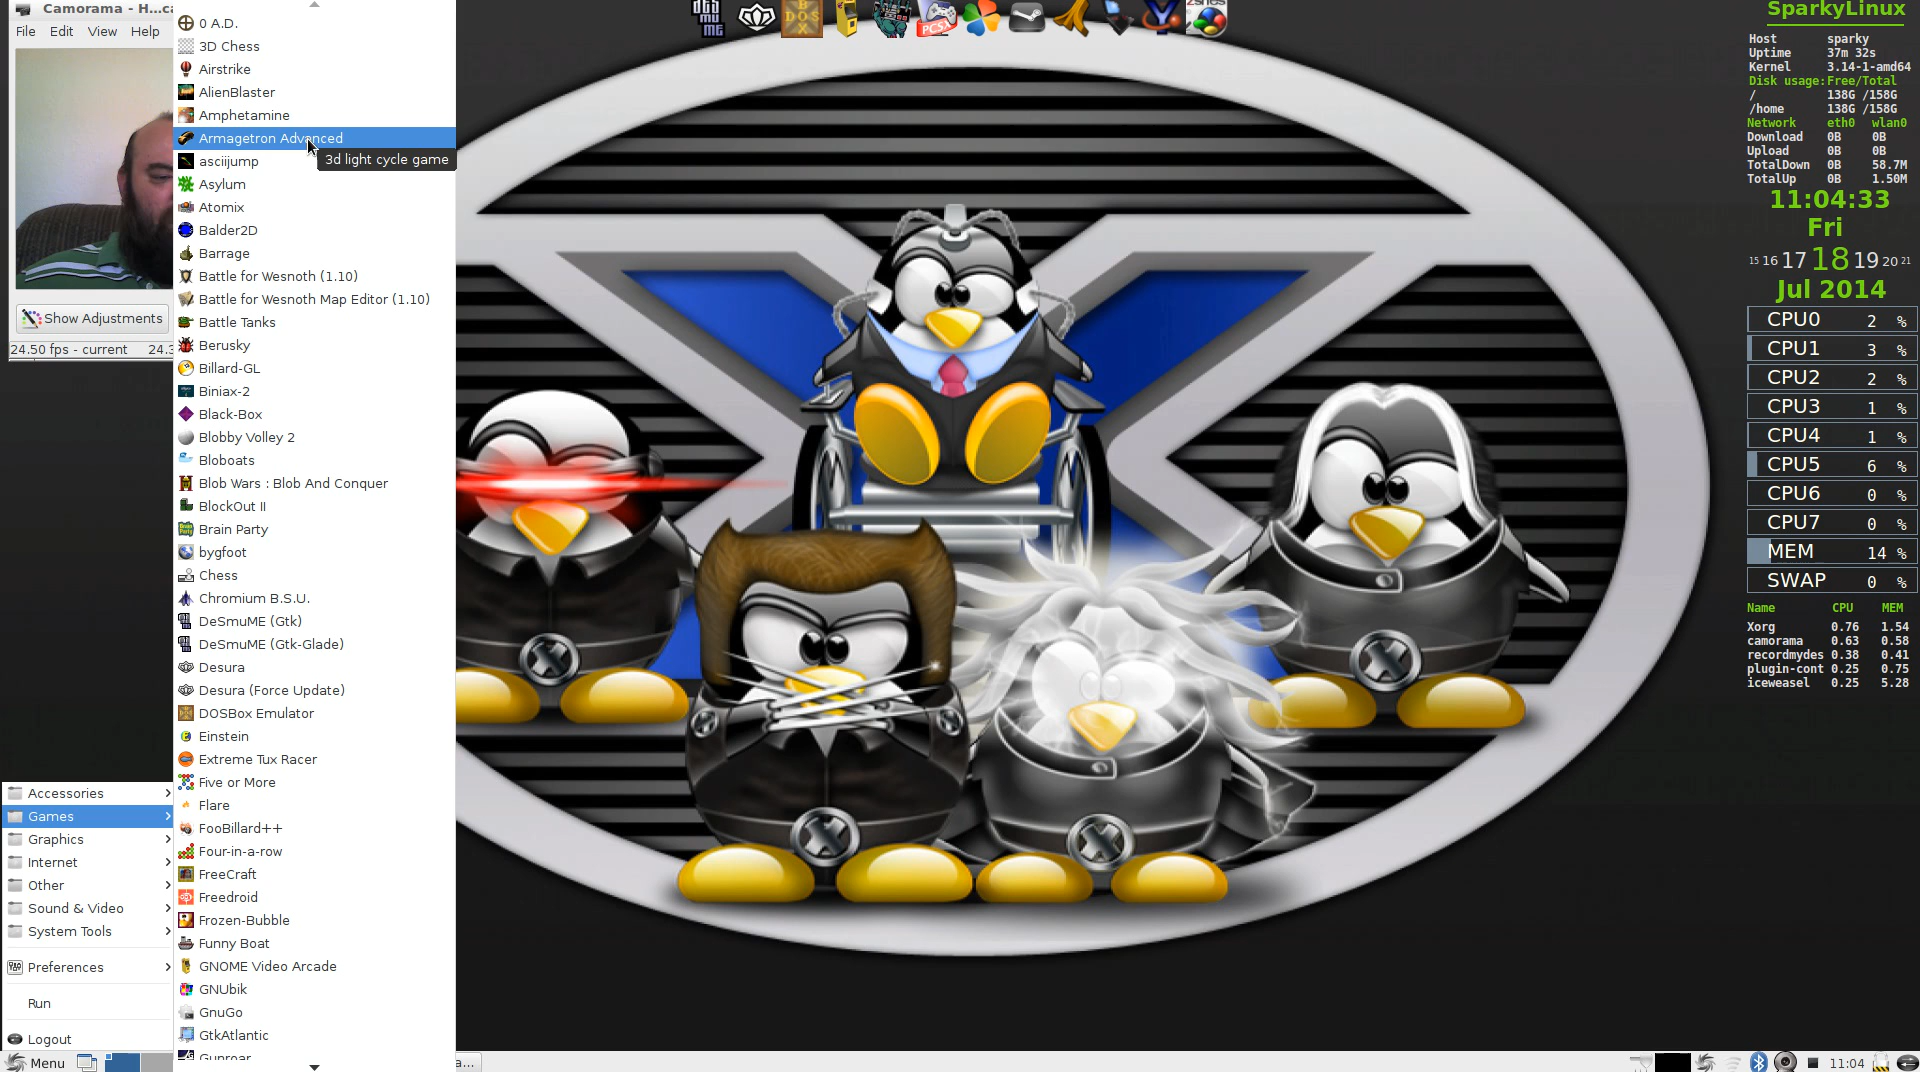 Camorama - H...ca
File Edit View Help
Show Adjustments
24.50 fps - current 24.3
0 A.D.
3D Chess
Airstrike
AlienBlaster
Amphetamine
Armagetron Advanced
3d light cycle game
asciijump
Asylum
Atomix
Balder2D
Barrage
Battle for Wesnoth (1.10)
Battle for Wesnoth Map Editor (1.10)
Battle Tanks
Berusky
Billard-GL
Biniax-2
Black-Box
Blobby Volley 2
Bloboats
Blob Wars : Blob And Conquer
BlockOut II
Brain Party
bygfoot
Chess
Chromium B.S.U.
DeSmuME (Gtk)
DeSmuME (Gtk-Glade)
Desura
Desura (Force Update)
DOSBox Emulator
Einstein
Extreme Tux Racer
Five or More
Flare
FooBillard++
Four-in-a-row
FreeCraft
Freedroid
Frozen-Bubble
Funny Boat
GNOME Video Arcade
GNUbik
GnuGo
GtkAtlantic
Gunroar
Accessories
Games
Graphics
Internet
Other
Sound & Video
System Tools
Preferences
Run
Logout
Menu
a...
11:04
SparkyLinux
Host sparky
Uptime 37m 32s
Kernel 3.14-1-amd64
Disk usage:Free/Total
/ 138G /158G
/home 138G /158G
Network eth0 wlan0
Download 0B 0B
Upload 0B 0B
TotalDown 0B 58.7M
TotalUp 0B 1.50M
11:04:33
Fri
15 16 17 18 19 20 21
Jul 2014
CPU0 2 %
CPU1 3 %
CPU2 2 %
CPU3 1 %
CPU4 1 %
CPU5 6 %
CPU6 0 %
CPU7 0 %
MEM 14 %
SWAP 0 %
Name CPU MEM
Xorg 0.76 1.54
camorama 0.63 0.58
recordmydes 0.38 0.41
plugin-cont 0.25 0.75
iceweasel 0.25 5.28